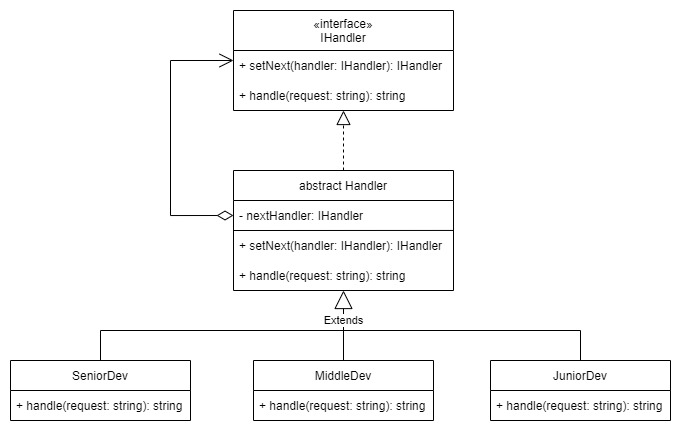 «interface»
IHandler
+ setNext(handler: IHandler): IHandler
+ handle(request: string): string
abstract Handler
- nextHandler: IHandler
+ setNext(handler: IHandler): IHandler
+ handle(request: string): string
Extends
SeniorDev
+ handle(request: string): string
MiddleDev
+ handle(request: string): string
JuniorDev
+ handle(request: string): string